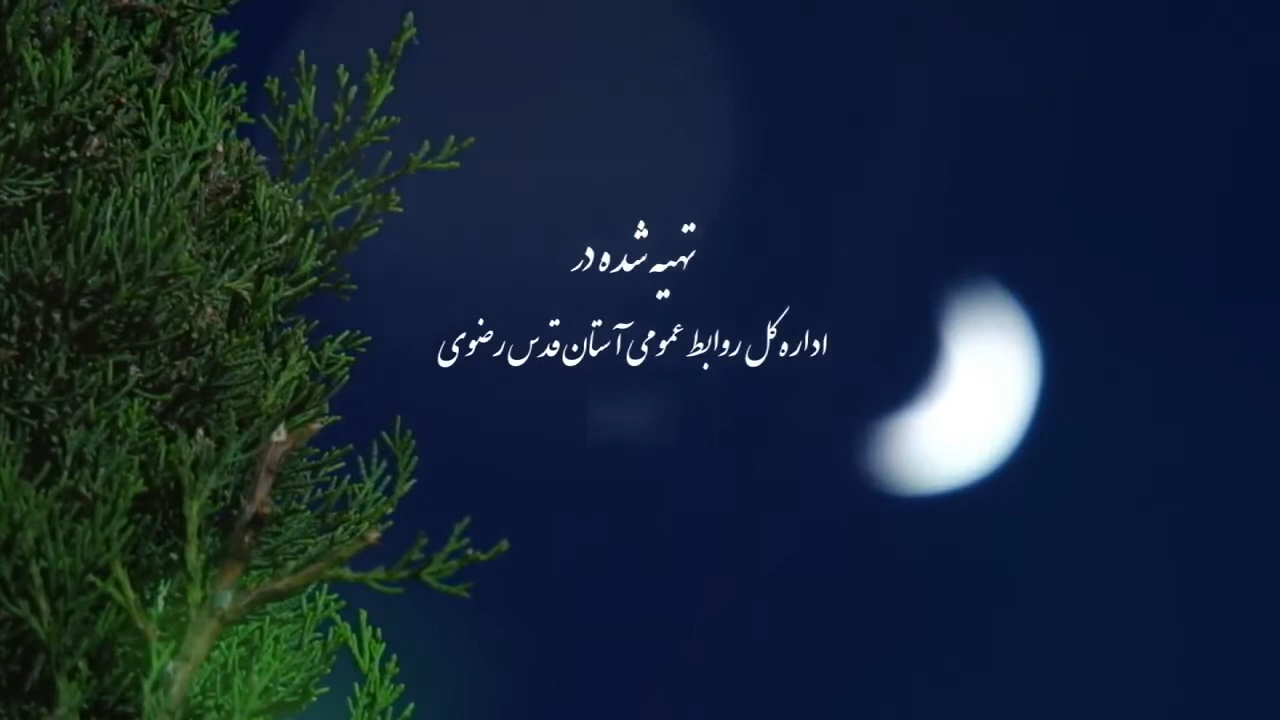 تهیه شده در
اداره کل روابط عمومی آستان قدس رضوی